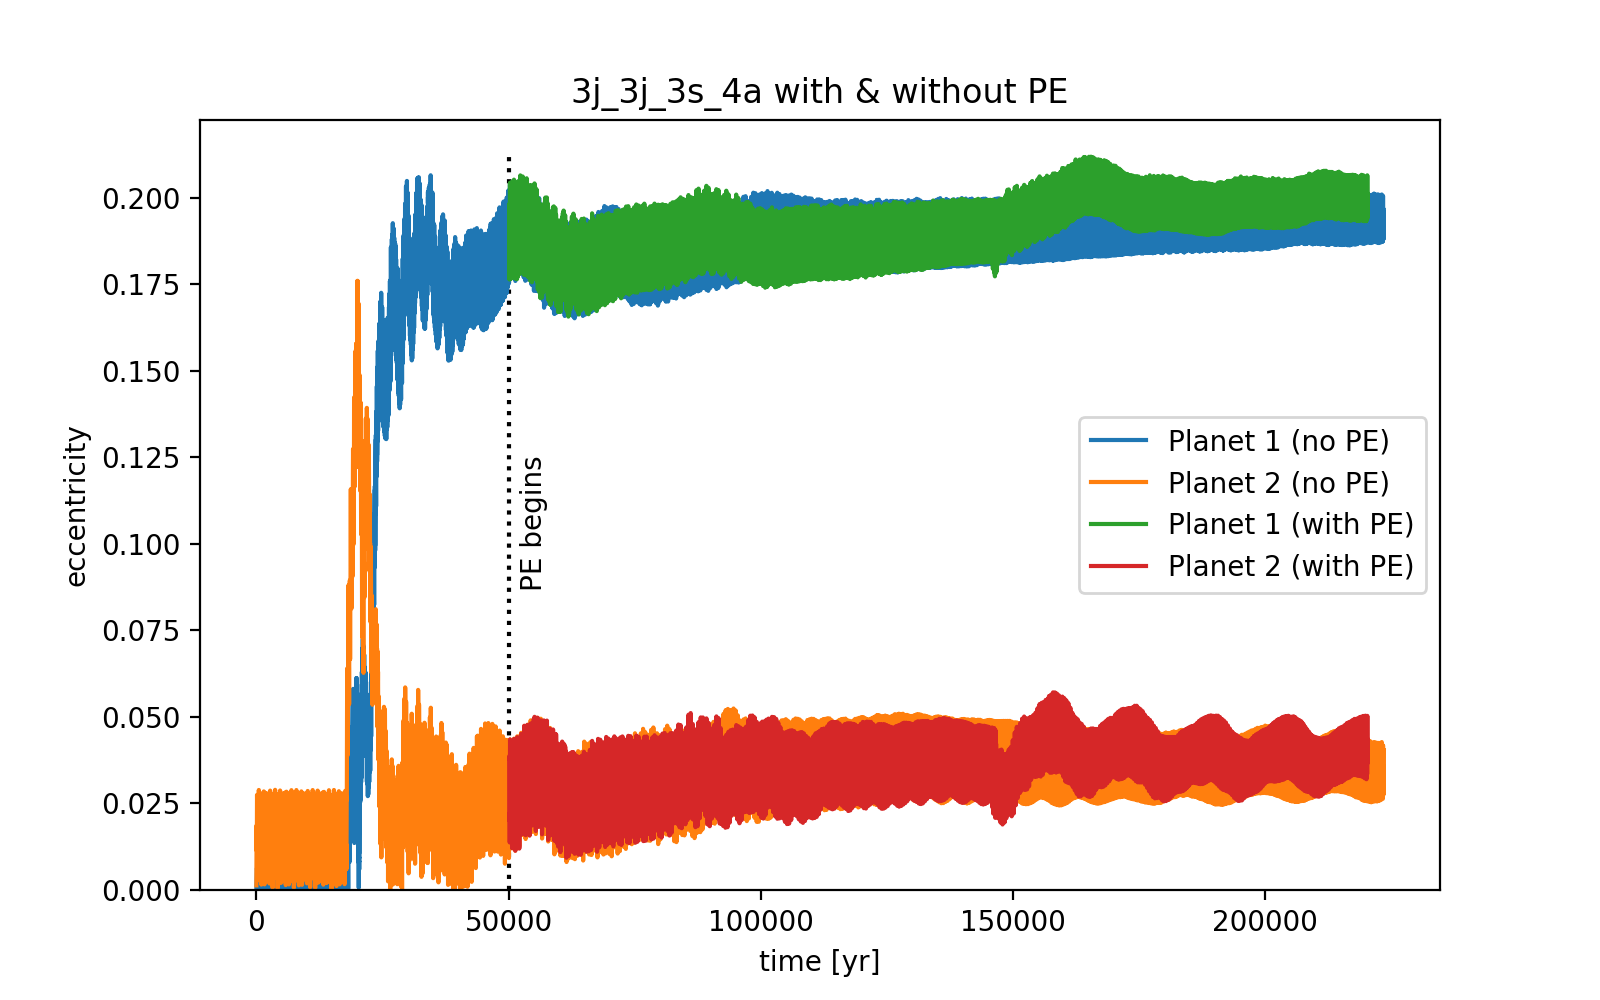 3j_3j_3s_4a with & without PE
eccentricity
0.200
0.175
0.150
0.125
0.100
0.075
0.050
0.025
0.000
PE begins
Planet 1 (no PE)
Planet 2 (no PE)
Planet 1 (with PE)
Planet 2 (with PE)
0
50000
100000
150000
200000
time [yr]